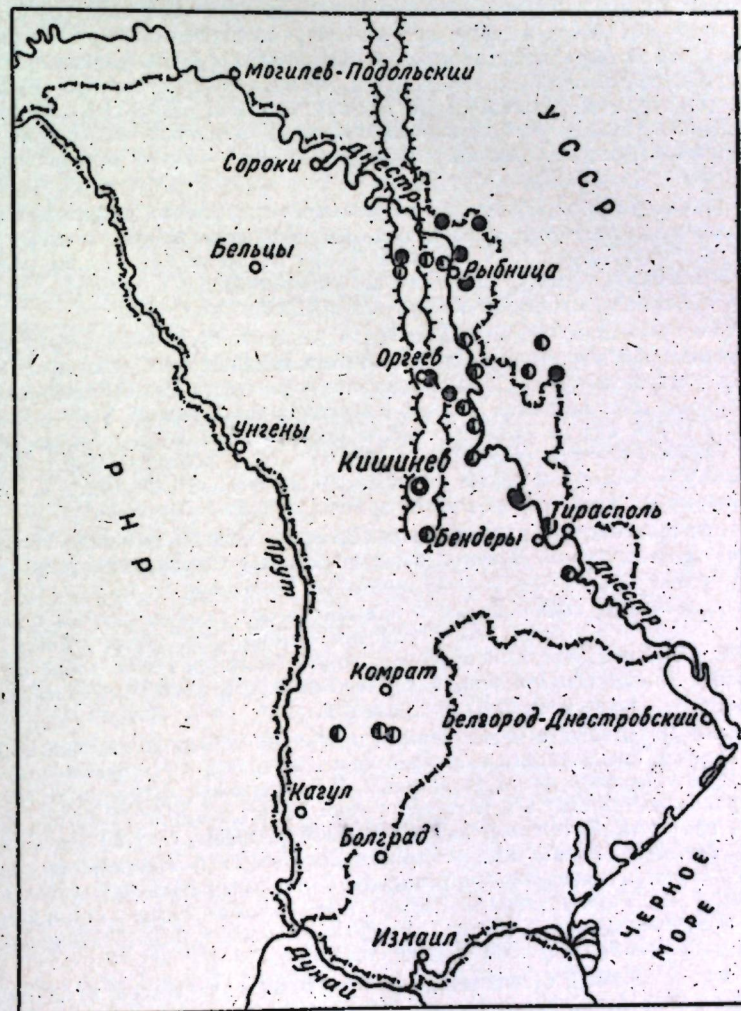 Могилев-Подольский
УССР
Днестр
Сороки
Бельцы
Рыбница
Оргеев
Унгены
Кишинев
РНР
Тирасполь
Бендеры
Прут
Днестр
Комрат
Белгород-Днестровский
Кагул
Болград
ЧЕРНОЕ
МОРЕ
Измаил
Дунай